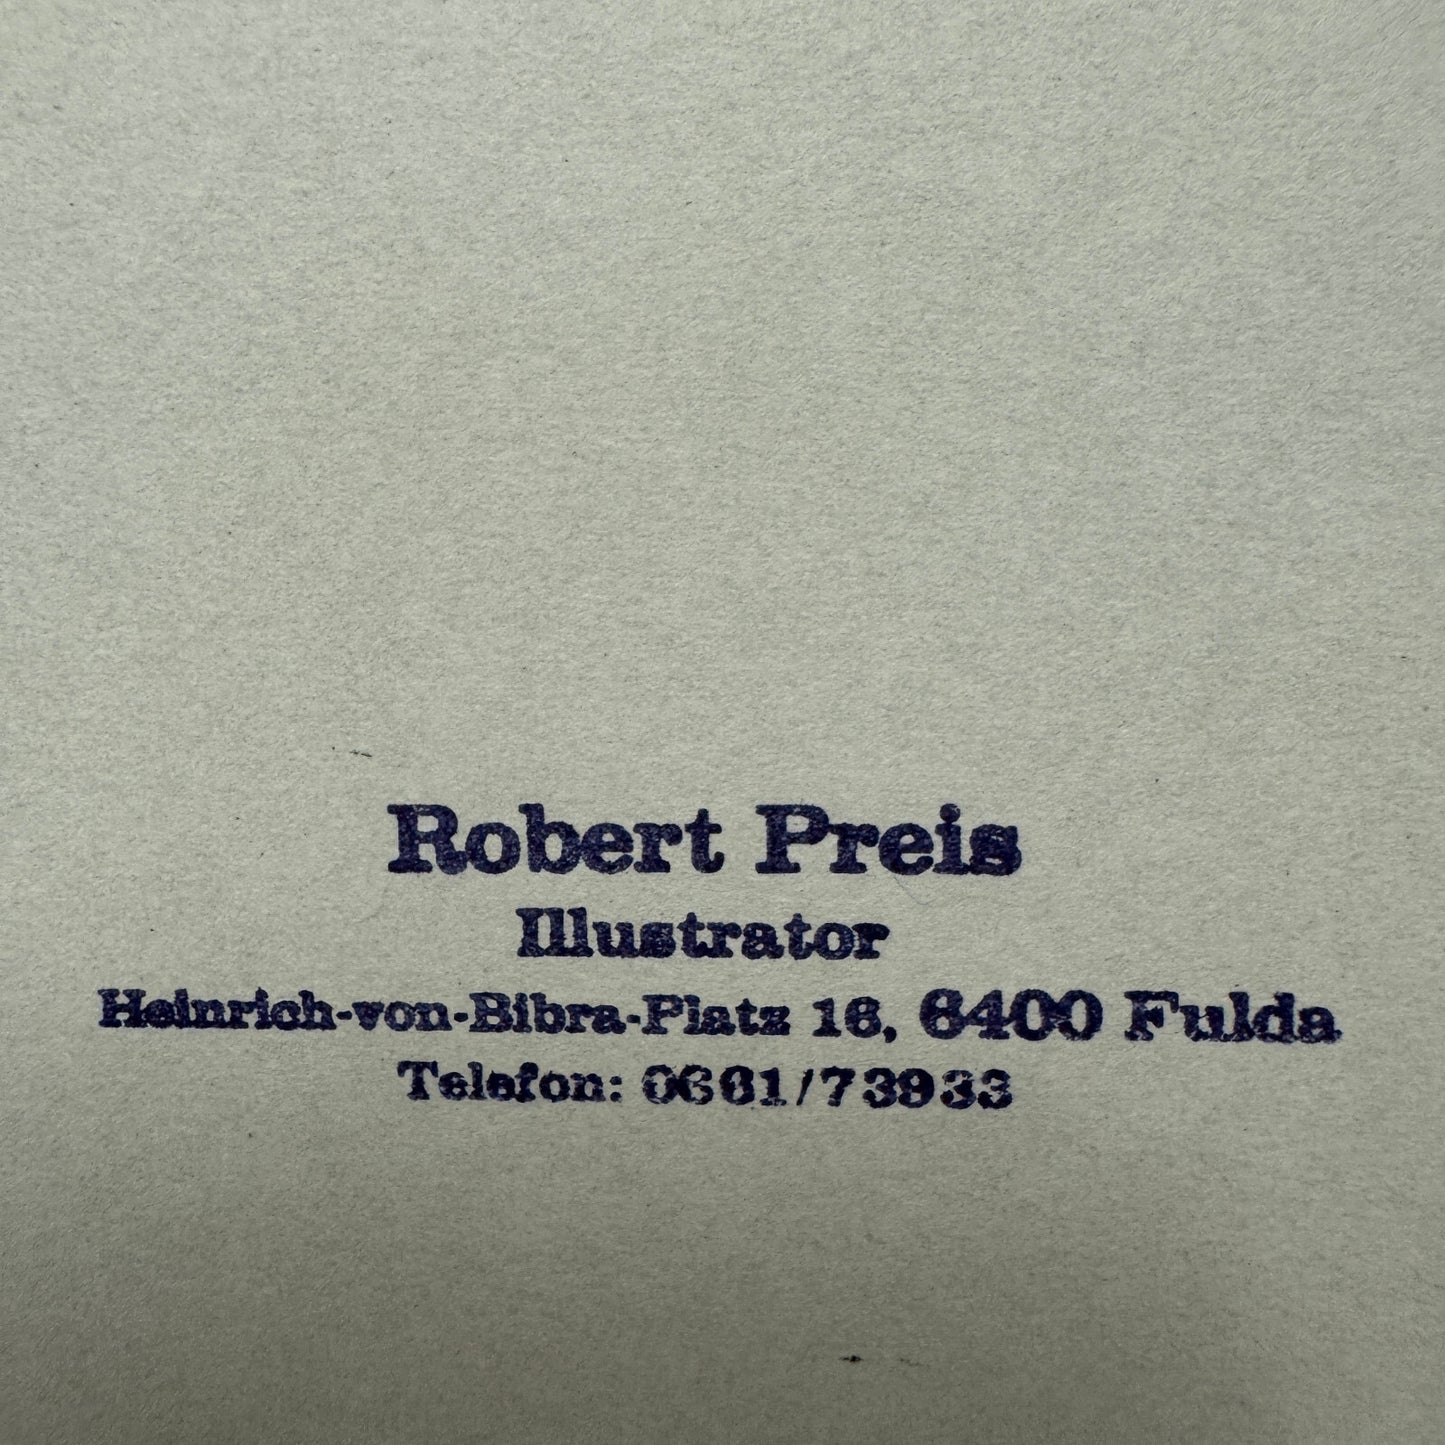 Robert Preis
Illustrator
Heinrich-von-Bibra-Platz 16, 6400 Fulda
Telefon: 0661/73933